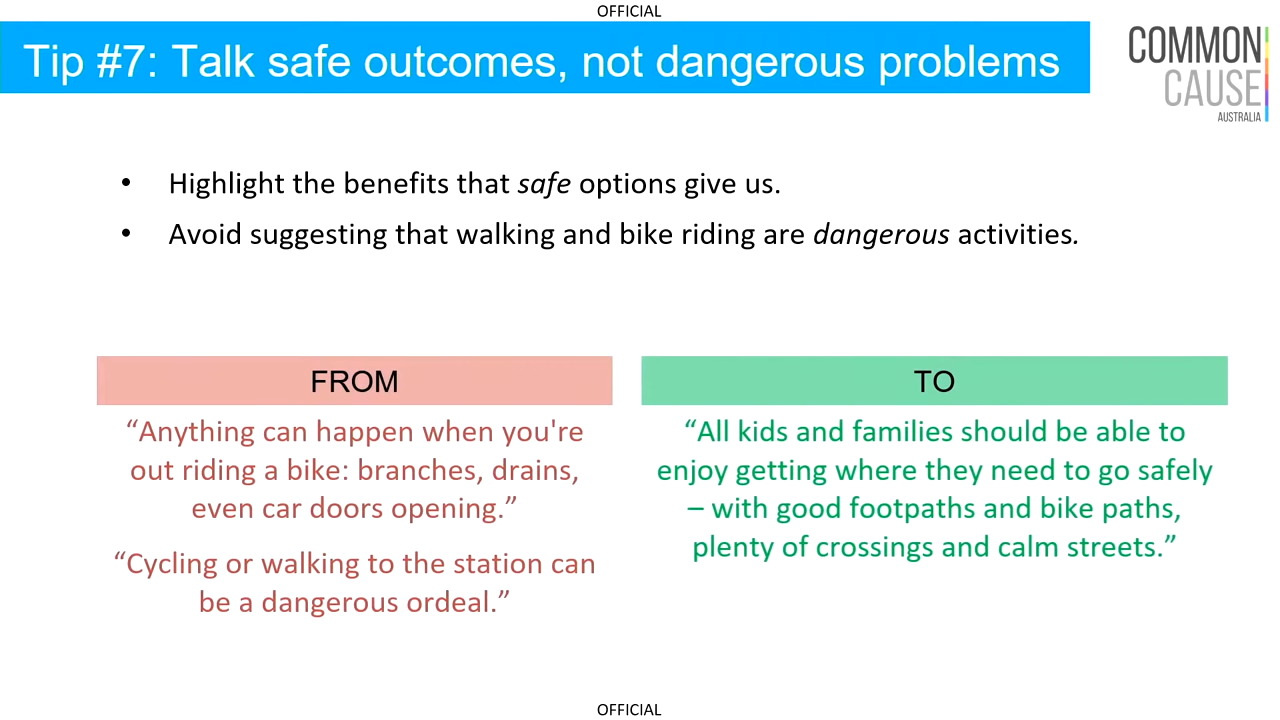 OFFICIAL
Tip #7: Talk safe outcomes, not dangerous problems
COMMON
CAUSE
AUSTRALIA
• Highlight the benefits that safe options give us.
• Avoid suggesting that walking and bike riding are dangerous activities.
FROM
“Anything can happen when you're
out riding a bike: branches, drains,
even car doors opening.”
“Cycling or walking to the station can
be a dangerous ordeal.”
TO
“All kids and families should be able to
enjoy getting where they need to go safely
– with good footpaths and bike paths,
plenty of crossings and calm streets.”
OFFICIAL